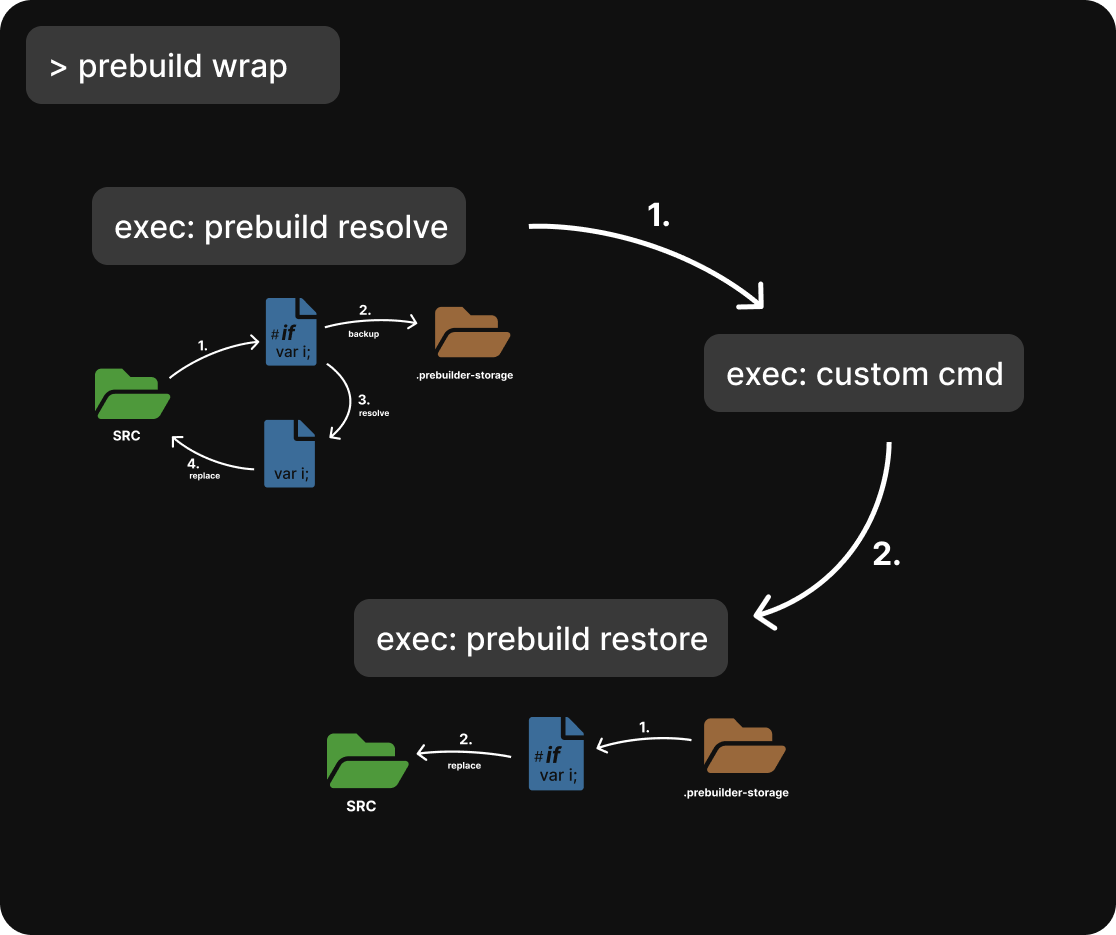 > prebuild wrap
exec: prebuild resolve
1.
1.
#if
var i;
2.
backup
.prebuilder-storage
SRC
3.
resolve
var i;
4.
replace
exec: custom cmd
2.
exec: prebuild restore
1.
.prebuilder-storage
#if
var i;
2.
replace
SRC